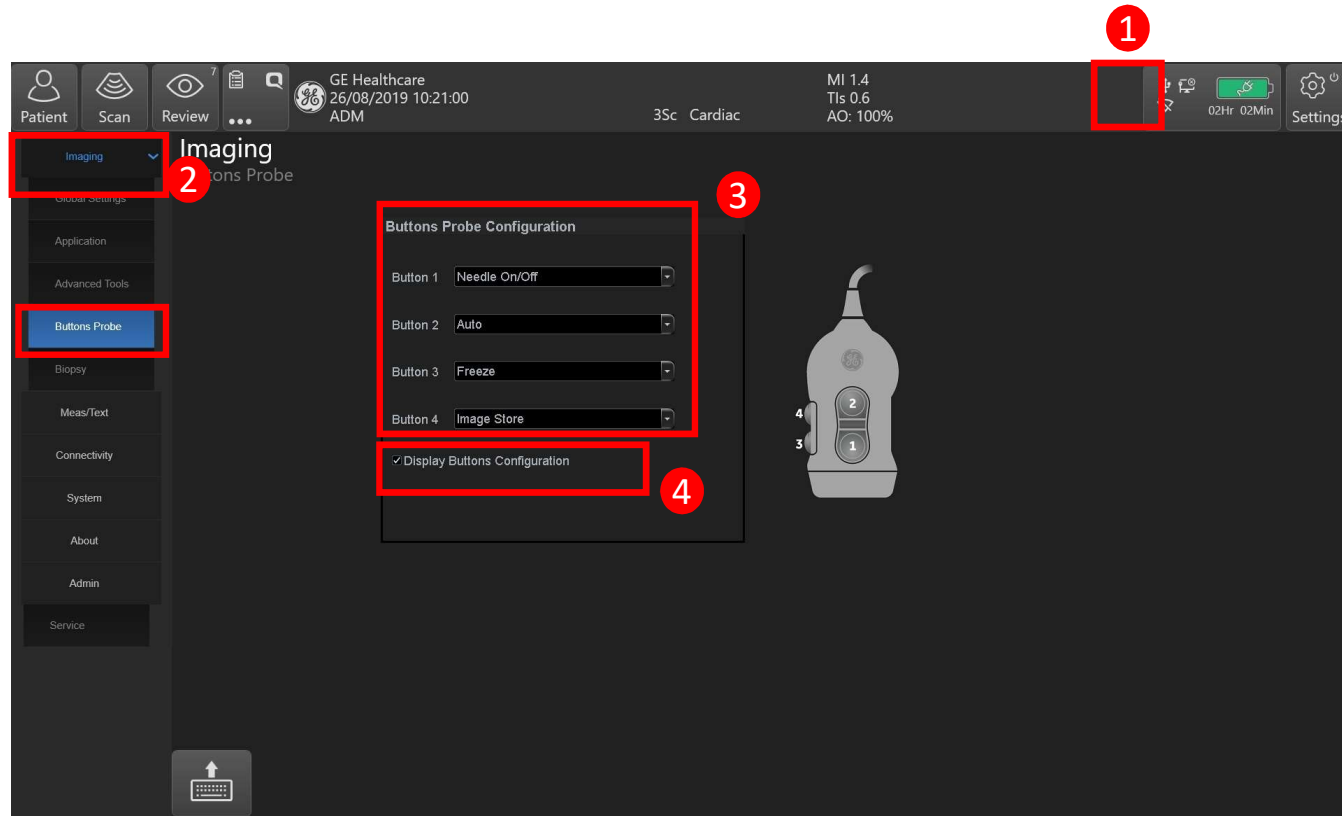 1
Patient
Scan
7
Review
GE Healthcare
26/08/2019 10:21:00
ADM
3Sc Cardiac
MI 1.4
TIs 0.6
AO: 100%
02Hr 02Min
Settings
Imaging
2
Imaging
ons Probe
Global Settings
Application
Advanced Tools
Buttons Probe
Biopsy
Meas/Text
Connectivity
System
About
Admin
Service
3
Buttons Probe Configuration
Button 1 Needle On/Off
Button 2 Auto
Button 3 Freeze
Button 4 Image Store
Display Buttons Configuration
4
2
4
3
1